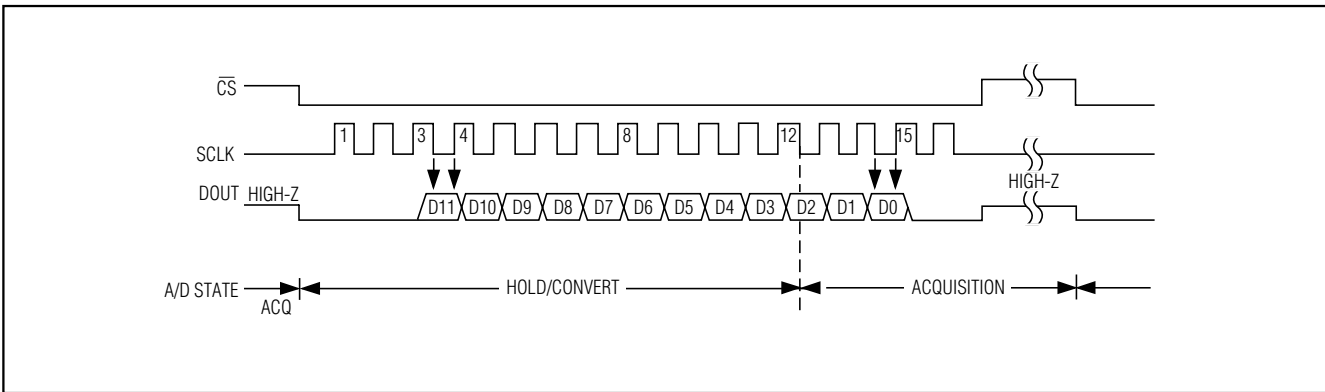 CS
1 3 4 8 12 15
SCLK
DOUT HIGH-Z HIGH-Z
D11 D10 D9 D8 D7 D6 D5 D4 D3 D2 D1 D0
A/D STATE HOLD/CONVERT ACQUISITION
ACQ